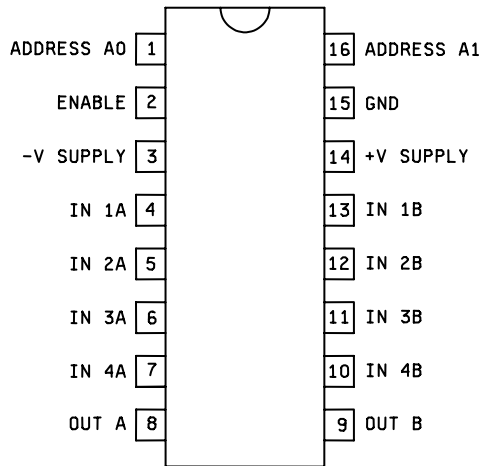 ADDRESS A0 1 16 ADDRESS A1
ENABLE 2 15 GND
-V SUPPLY 3 14 +V SUPPLY
IN 1A 4 13 IN 1B
IN 2A 5 12 IN 2B
IN 3A 6 11 IN 3B
IN 4A 7 10 IN 4B
OUT A 8 9 OUT B